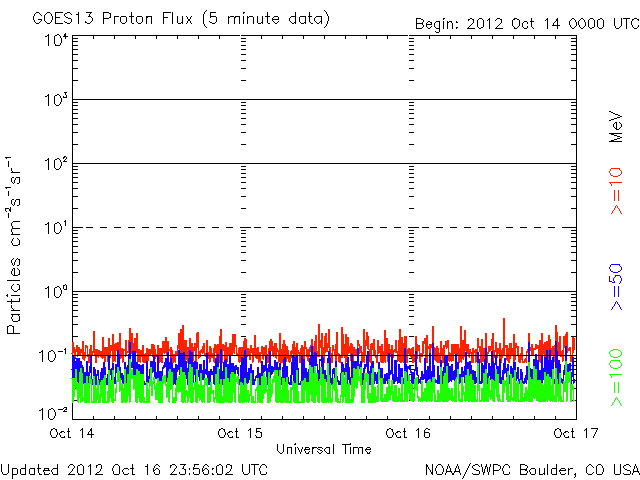 GOES13 Proton Flux (5 minute data)
Begin: 2012 Oct 14 0000 UTC
Particles cm⁻²s⁻¹sr⁻¹
10⁴
10³
10²
10¹
10⁰
10⁻¹
10⁻²
MeV
>=10
>=50
>=100
Oct 14
Oct 15
Oct 16
Oct 17
Universal Time
Updated 2012 Oct 16 23:56:02 UTC
NOAA/SWPC Boulder, CO USA